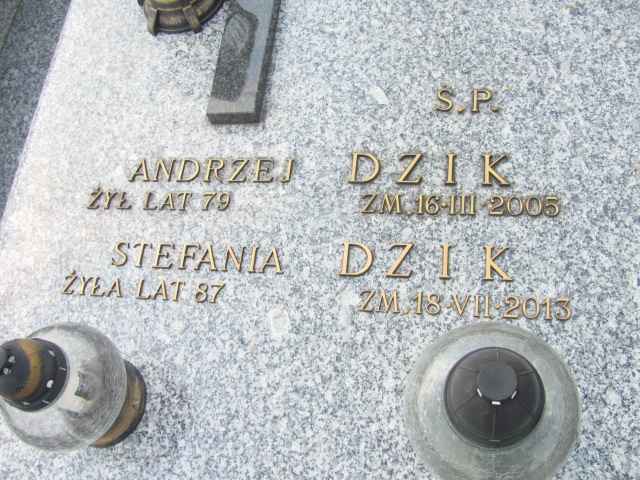 Ś.P.
ANDRZEJ DZIK
ŻYŁ LAT 79 ZM. 16·III·2005
STEFANIA DZIK
ŻYŁA LAT 87 ZM. 18·VII·2013